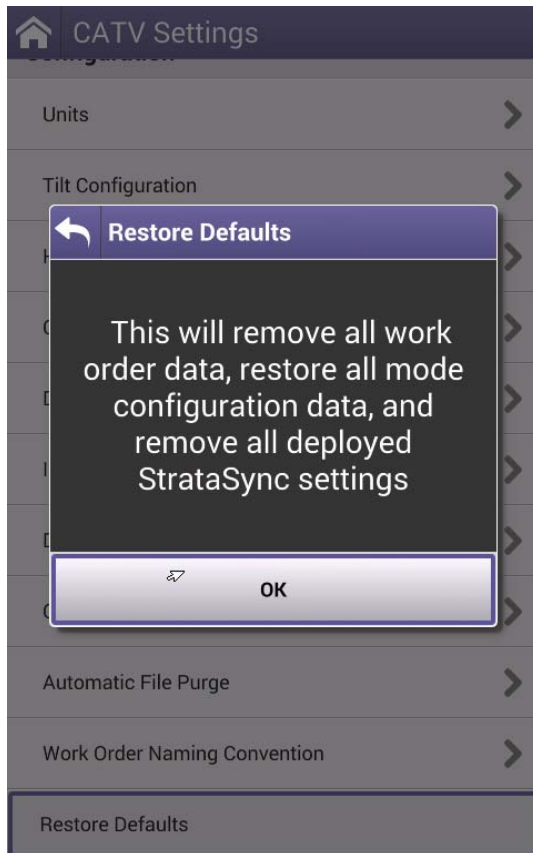 CATV Settings
Units
Tilt Configuration
Restore Defaults
This will remove all work
order data, restore all mode
configuration data, and
remove all deployed
StrataSync settings
OK
Automatic File Purge
Work Order Naming Convention
Restore Defaults